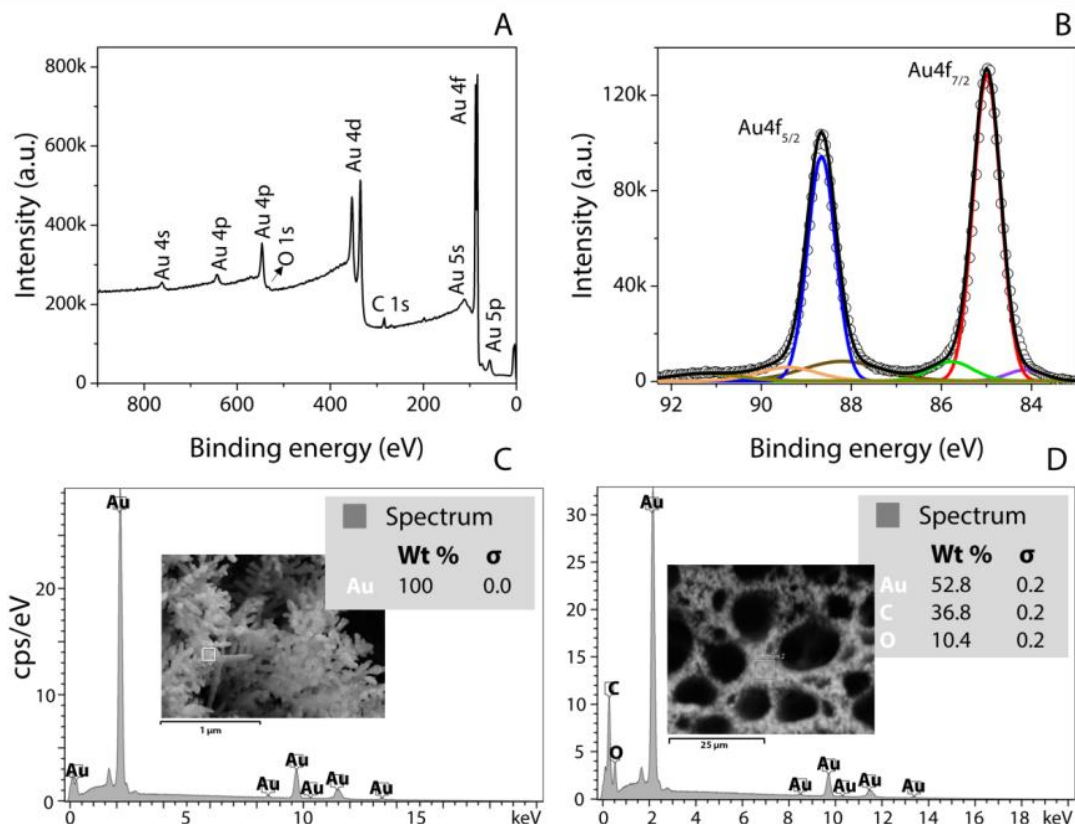 A
800k
600k
400k
200k
0
Intensity (a.u.)
Au 4s
Au 4p
Au 4p
O 1s
Au 4d
C 1s
Au 5s
Au 4f
Au 5p
800 600 400 200 0
Binding energy (eV)
B
120k
80k
40k
0
Intensity (a.u.)
Au4f5/2
Au4f7/2
92 90 88 86 84
Binding energy (eV)
C
cps/eV
20
10
0
Au
Spectrum
Wt % σ
Au 100 0.0
1 µm
Au Au Au Au Au Au
0 5 10 15 keV
D
30
25
20
15
10
5
0
Au
Spectrum
Wt % σ
Au 52.8 0.2
C 36.8 0.2
O 10.4 0.2
25 µm
C
O
Au Au Au Au Au
0 2 4 6 8 10 12 14 16 18 keV